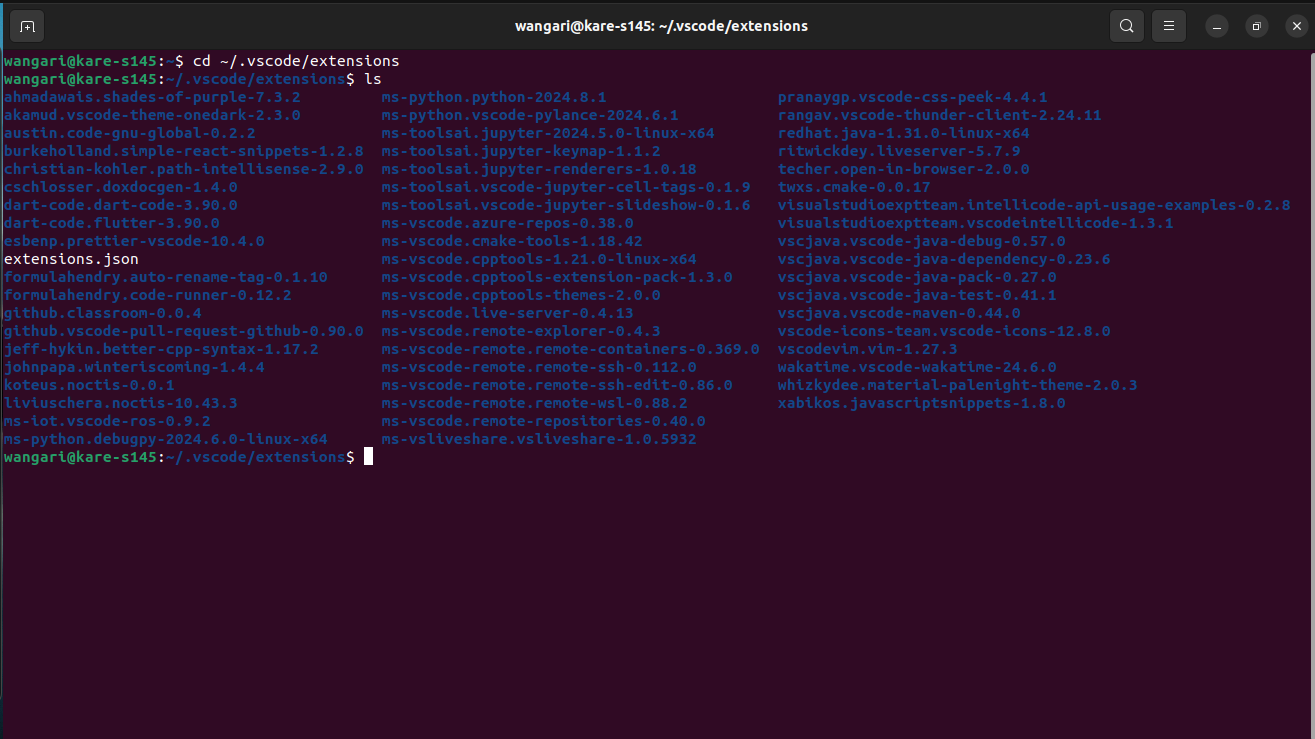 wangari@kare-s145: ~/.vscode/extensions
wangari@kare-s145:~$ cd ~/.vscode/extensions
wangari@kare-s145:~/.vscode/extensions$ ls
ahmadawais.shades-of-purple-7.3.2 ms-python.python-2024.8.1 pranaygp.vscode-css-peek-4.4.1
akamud.vscode-theme-onedark-2.3.0 ms-python.vscode-pylance-2024.6.1 rangav.vscode-thunder-client-2.24.11
austin.code-gnu-global-0.2.2 ms-toolsai.jupyter-2024.5.0-linux-x64 redhat.java-1.31.0-linux-x64
burkeholland.simple-react-snippets-1.2.8 ms-toolsai.jupyter-keymap-1.1.2 ritwickdey.liveserver-5.7.9
christian-kohler.path-intellisense-2.9.0 ms-toolsai.jupyter-renderers-1.0.18 techer.open-in-browser-2.0.0
cschlosser.doxdocgen-1.4.0 ms-toolsai.vscode-jupyter-cell-tags-0.1.9 twxs.cmake-0.0.17
dart-code.dart-code-3.90.0 ms-toolsai.vscode-jupyter-slideshow-0.1.6 visualstudioexptteam.intellicode-api-usage-examples-0.2.8
dart-code.flutter-3.90.0 ms-vscode.azure-repos-0.38.0 visualstudioexptteam.vscodeintellicode-1.3.1
esbenp.prettier-vscode-10.4.0 ms-vscode.cmake-tools-1.18.42 vscjava.vscode-java-debug-0.57.0
extensions.json ms-vscode.cpptools-1.21.0-linux-x64 vscjava.vscode-java-dependency-0.23.6
formulahendry.auto-rename-tag-0.1.10 ms-vscode.cpptools-extension-pack-1.3.0 vscjava.vscode-java-pack-0.27.0
formulahendry.code-runner-0.12.2 ms-vscode.cpptools-themes-2.0.0 vscjava.vscode-java-test-0.41.1
github.classroom-0.0.4 ms-vscode.live-server-0.4.13 vscjava.vscode-maven-0.44.0
github.vscode-pull-request-github-0.90.0 ms-vscode.remote-explorer-0.4.3 vscode-icons-team.vscode-icons-12.8.0
jeff-hykin.better-cpp-syntax-1.17.2 ms-vscode-remote.remote-containers-0.369.0 vscodevim.vim-1.27.3
johnpapa.winteriscoming-1.4.4 ms-vscode-remote.remote-ssh-0.112.0 wakatime.vscode-wakatime-24.6.0
koteus.noctis-0.0.1 ms-vscode-remote.remote-ssh-edit-0.86.0 whizkydee.material-palenight-theme-2.0.3
liviuschera.noctis-10.43.3 ms-vscode-remote.remote-wsl-0.88.2 xabikos.javascriptsnippets-1.8.0
ms-iot.vscode-ros-0.9.2 ms-vscode.remote-repositories-0.40.0
ms-python.debugpy-2024.6.0-linux-x64 ms-vsliveshare.vsliveshare-1.0.5932
wangari@kare-s145:~/.vscode/extensions$